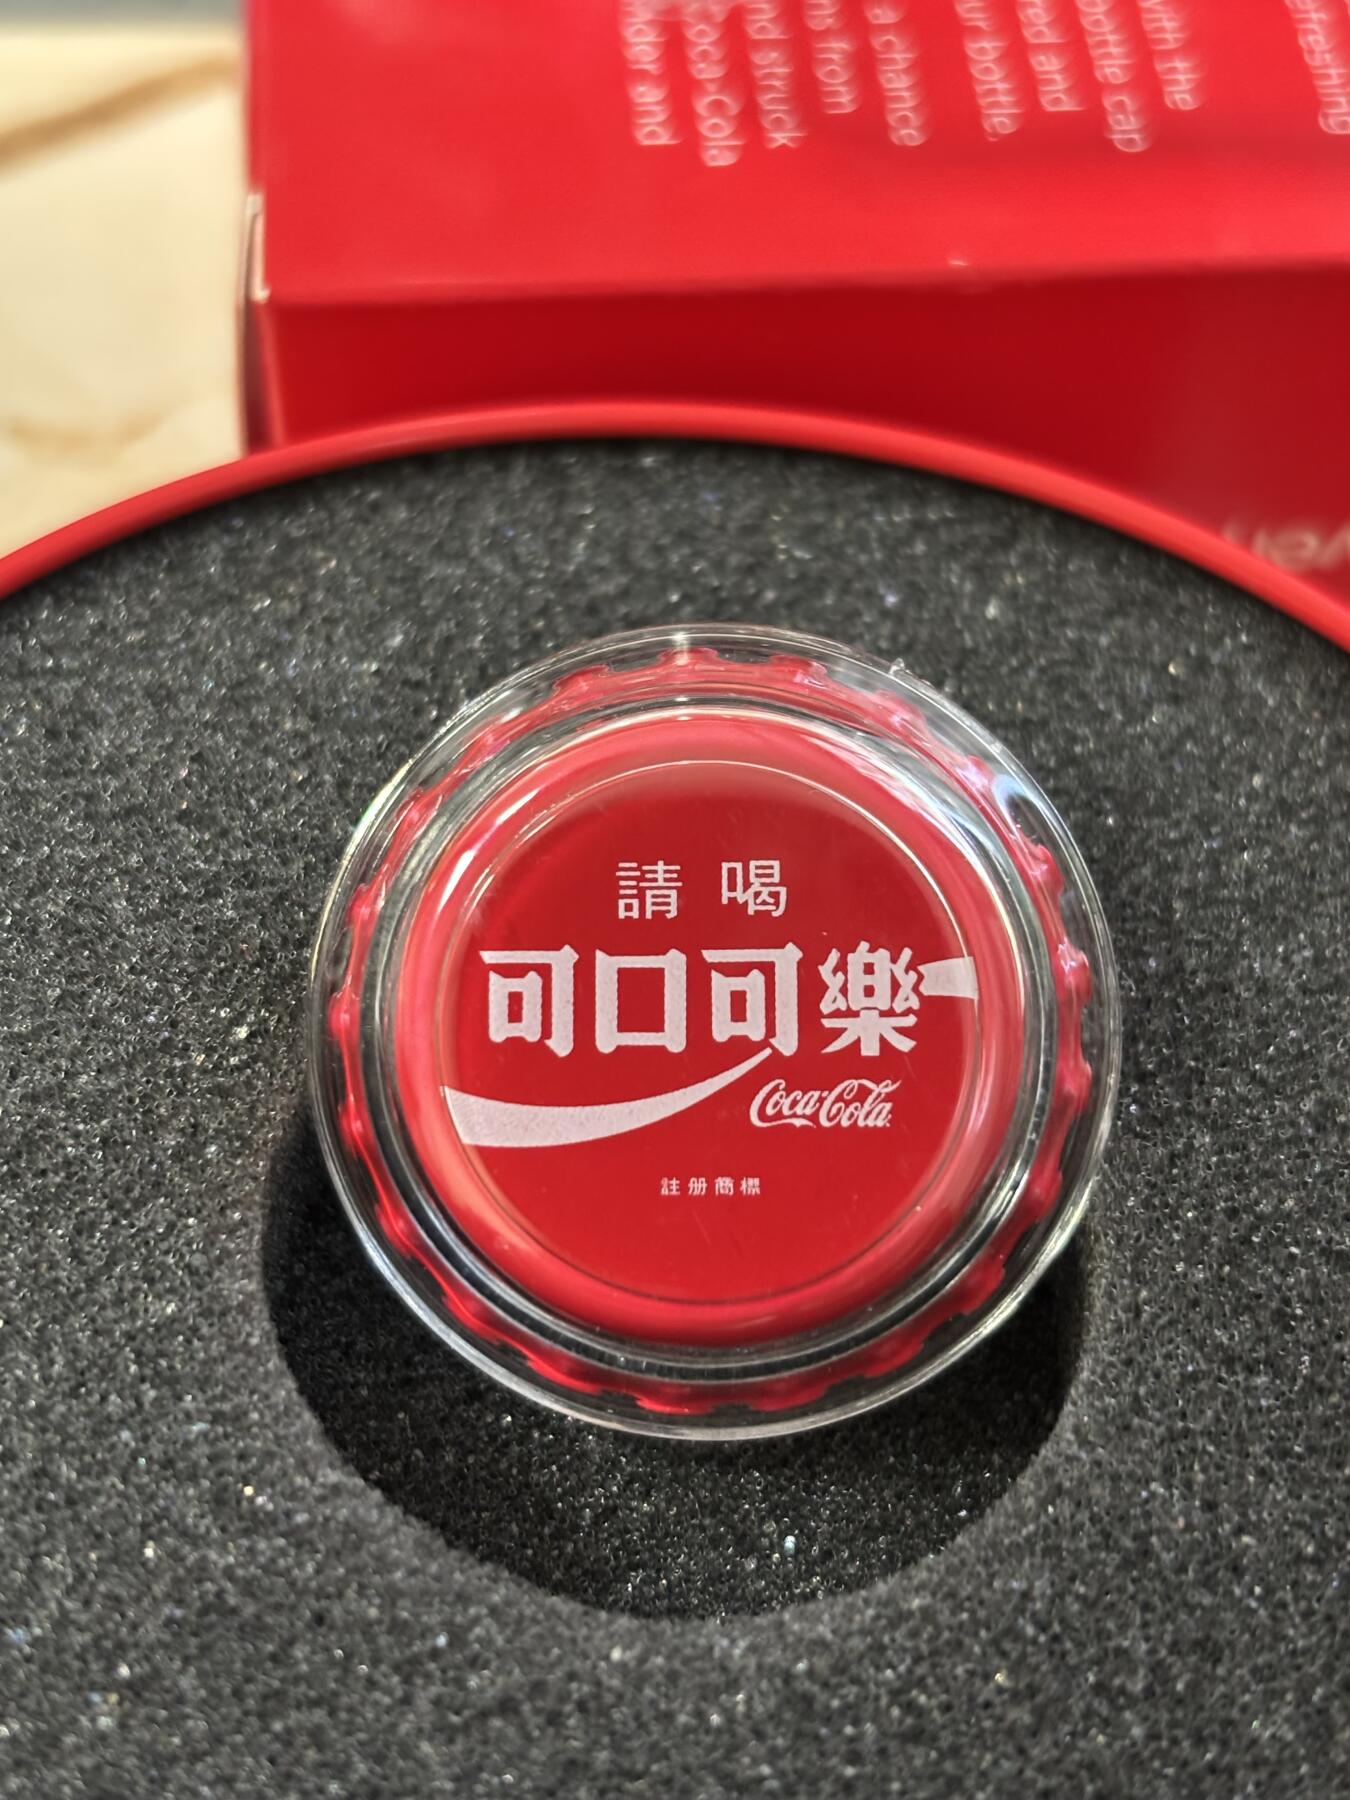 請喝
可口可樂
Coca-Cola
註册商標
with the
bottle cap
red and
ur bottle.
a chance
ns from
nd struck
Coca-Cola
nder and